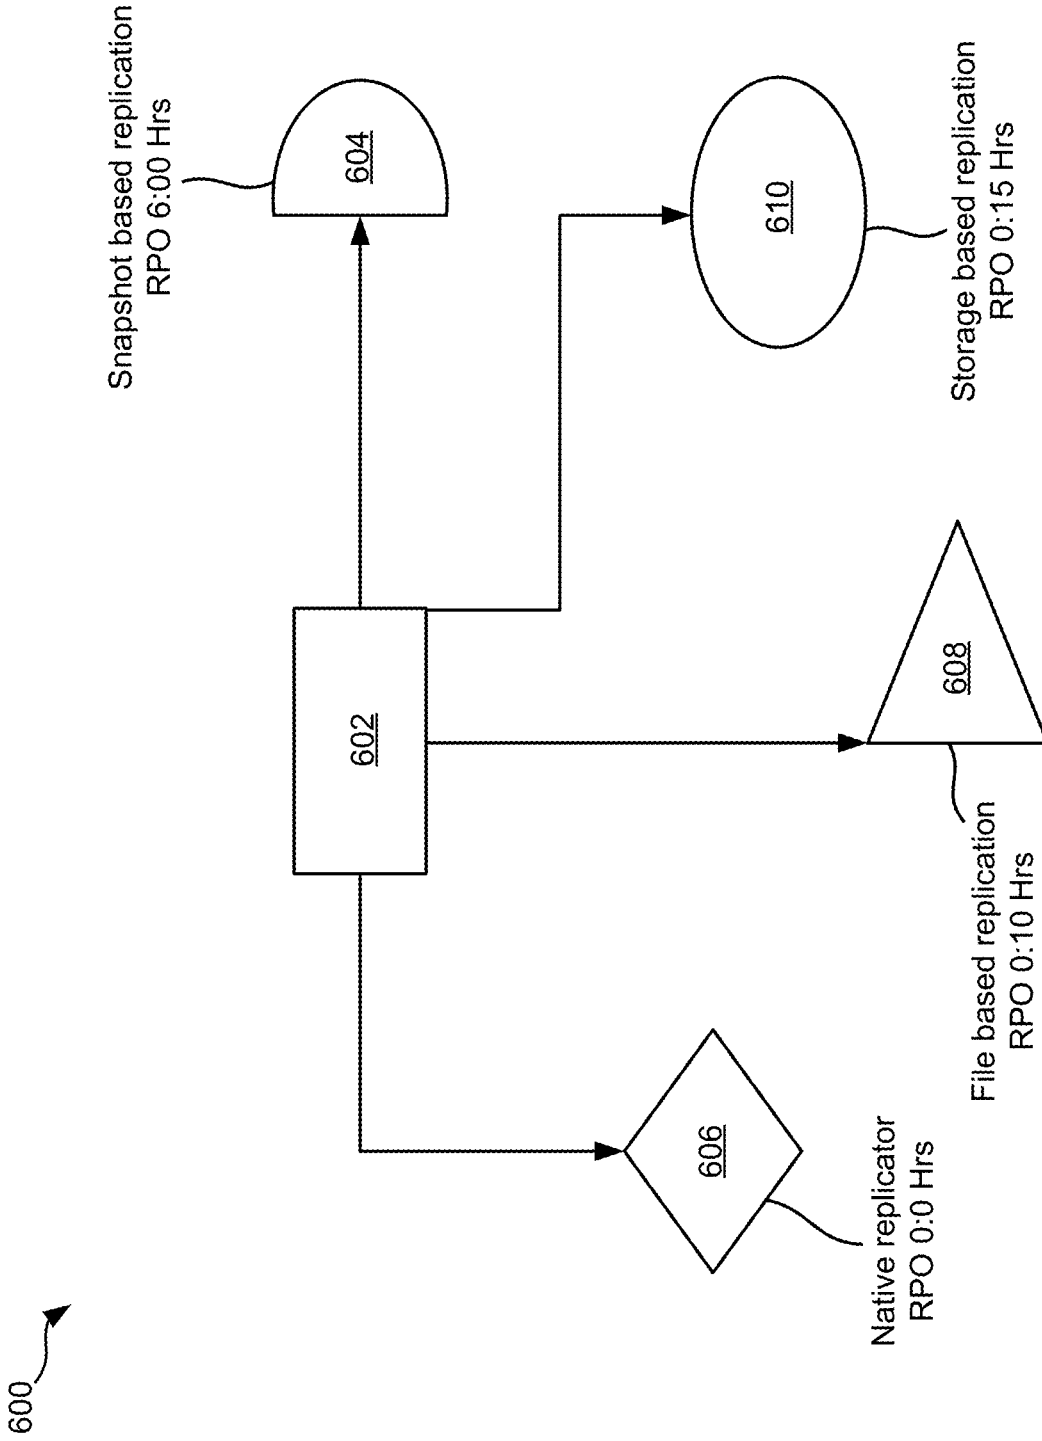 600
Snapshot based replication
RPO 6:00 Hrs
604
602
610
Storage based replication
RPO 0:15 Hrs
606
Native replicator
RPO 0:0 Hrs
608
File based replication
RPO 0:10 Hrs